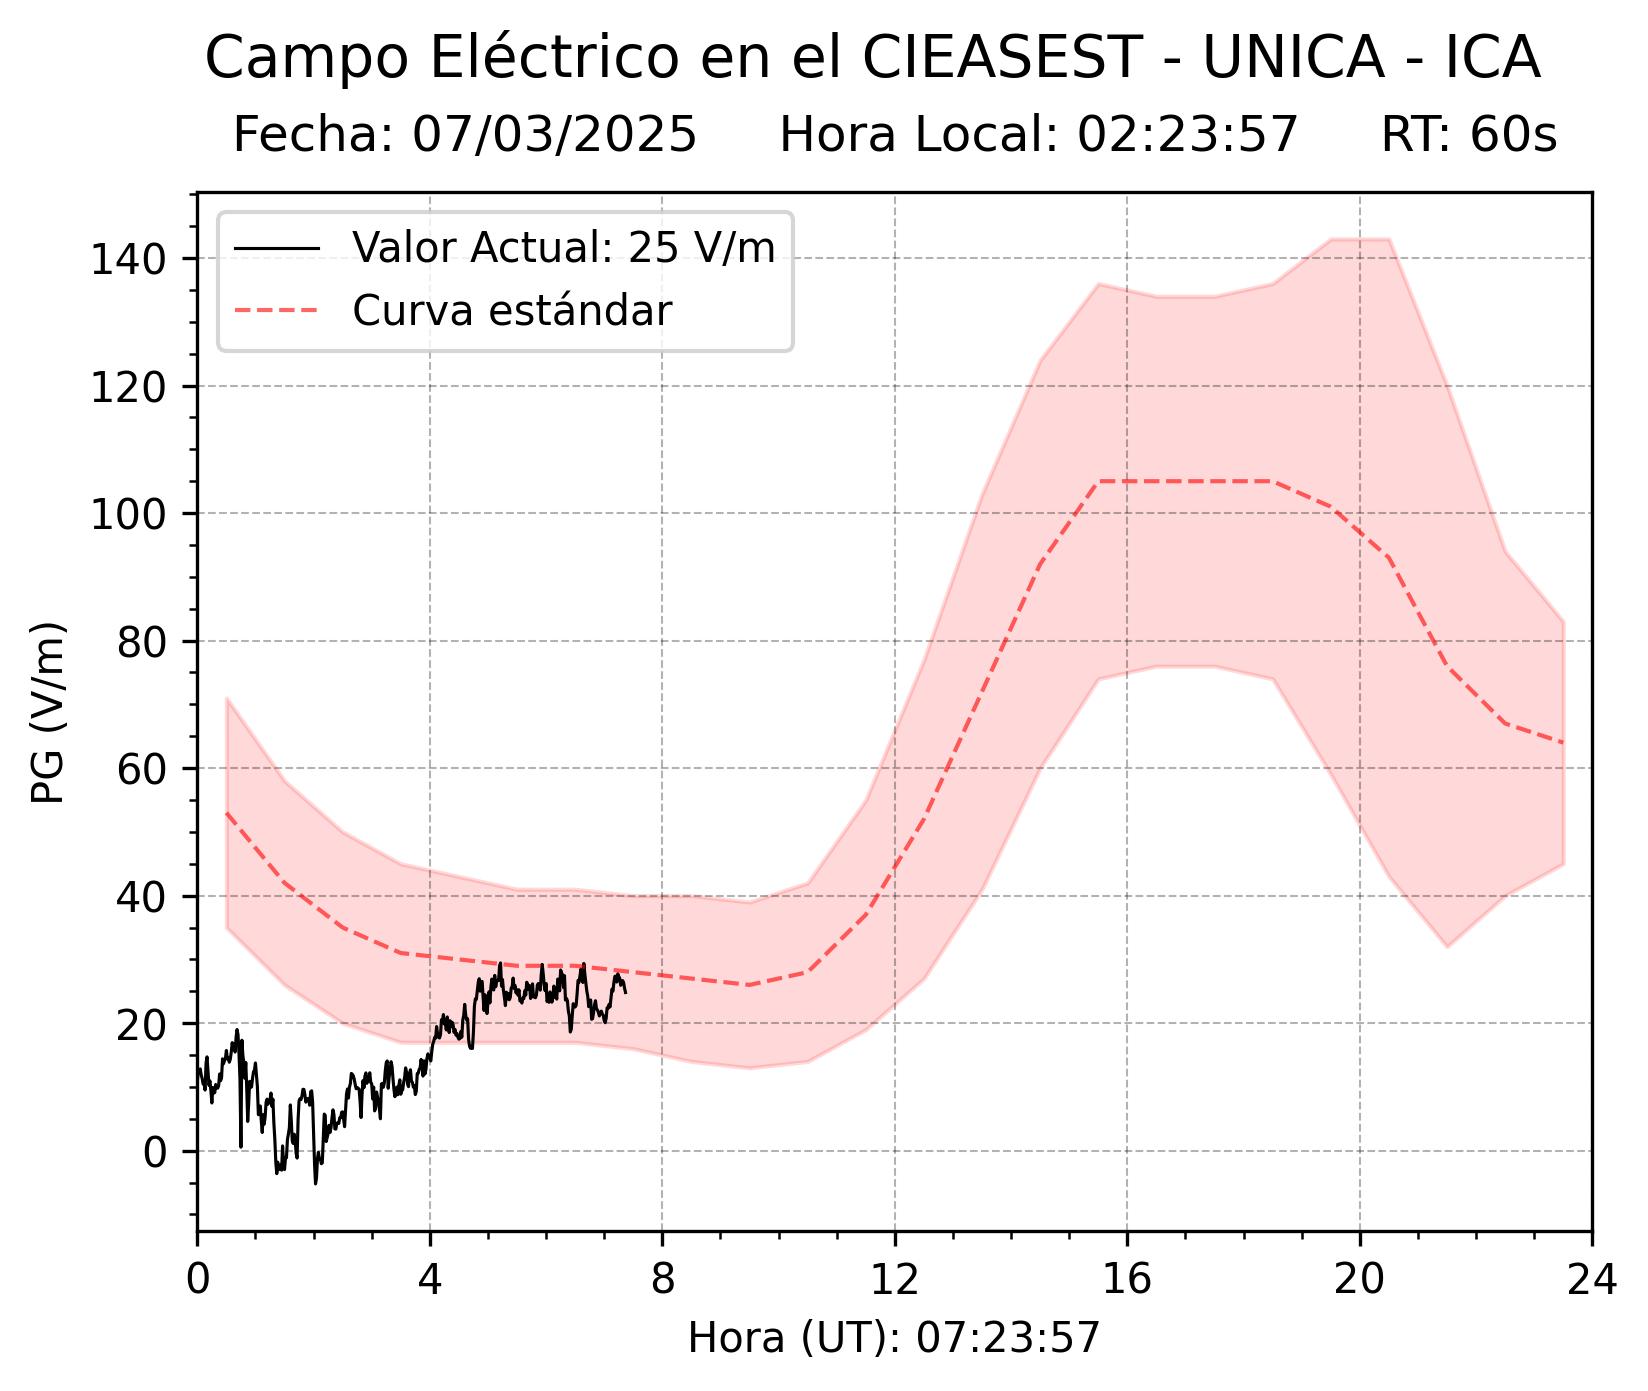 Campo Eléctrico en el CIEASEST - UNICA - ICA
Fecha: 07/03/2025 Hora Local: 02:23:57 RT: 60s
Valor Actual: 25 V/m
Curva estándar
PG (V/m)
140
120
100
80
60
40
20
0
0 4 8 12 16 20 24
Hora (UT): 07:23:57